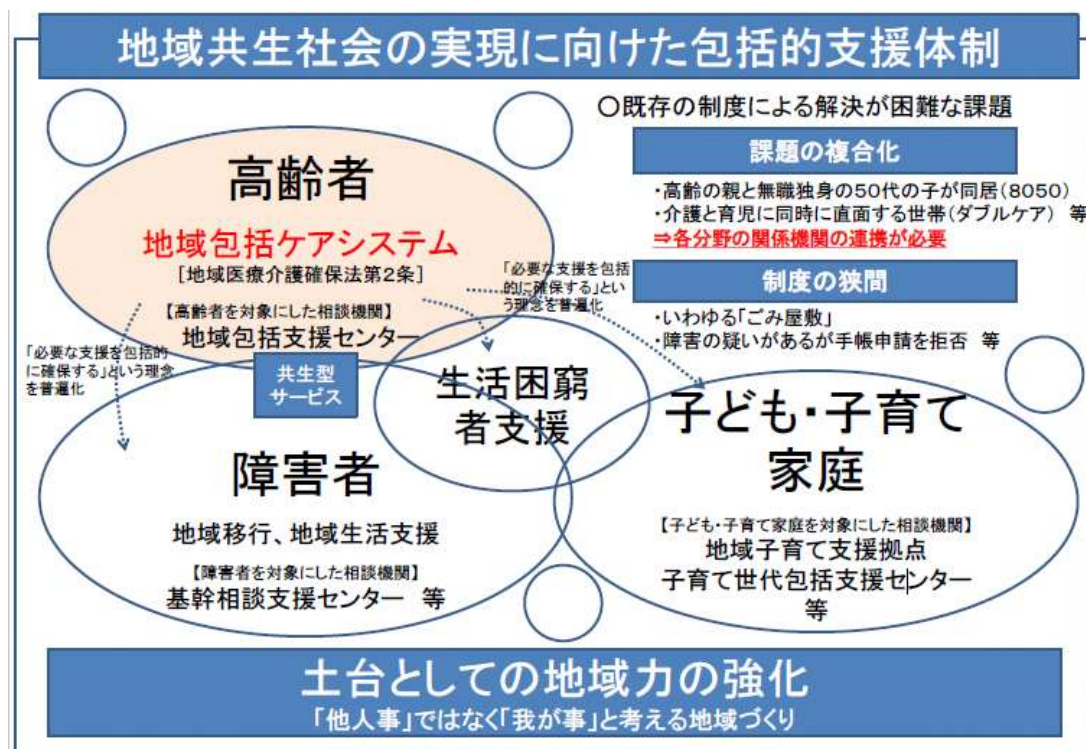 地域共生社会の実現に向けた包括的支援体制
○既存の制度による解決が困難な課題
課題の複合化
・高齢の親と無職独身の50代の子が同居(8050)
・介護と育児に同時に直面する世帯(ダブルケア) 等
⇒各分野の関係機関の連携が必要
制度の狭間
・いわゆる「ごみ屋敷」
・障害の疑いがあるが手帳申請を拒否 等
高齢者
地域包括ケアシステム
[地域医療介護確保法第2条]
【高齢者を対象にした相談機関】
地域包括支援センター
「必要な支援を包括
的に確保する」とい
う理念を普遍化
「必要な支援を包括的
に確保する」という理念
を普遍化
共生型
サービス
生活困窮
者支援
障害者
地域移行、地域生活支援
【障害者を対象にした相談機関】
基幹相談支援センター 等
子ども・子育て
家庭
【子ども・子育て家庭を対象にした相談機関】
地域子育て支援拠点
子育て世代包括支援センター
等
土台としての地域力の強化
「他人事」ではなく「我が事」と考える地域づくり